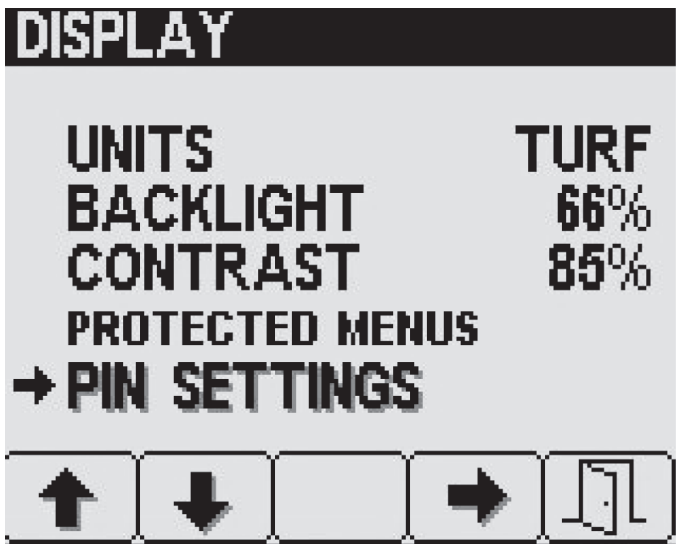 DISPLAY
UNITS TURF
BACKLIGHT 66%
CONTRAST 85%
PROTECTED MENUS
PIN SETTINGS